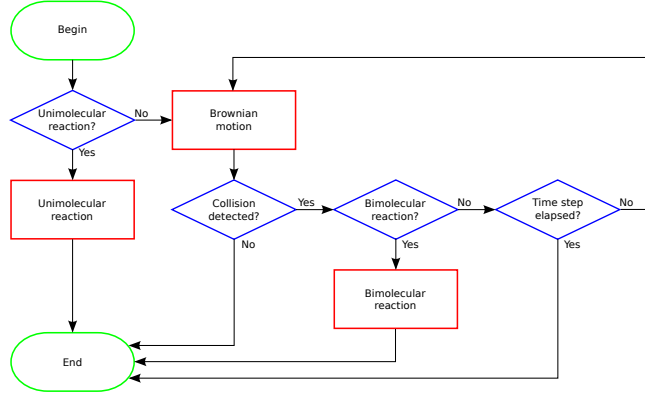 Begin
Unimolecular
reaction?
No
Yes
Brownian
motion
Unimolecular
reaction
Collision
detected?
Yes
No
Bimolecular
reaction?
No
Yes
Time step
elapsed?
No
Yes
Bimolecular
reaction
End